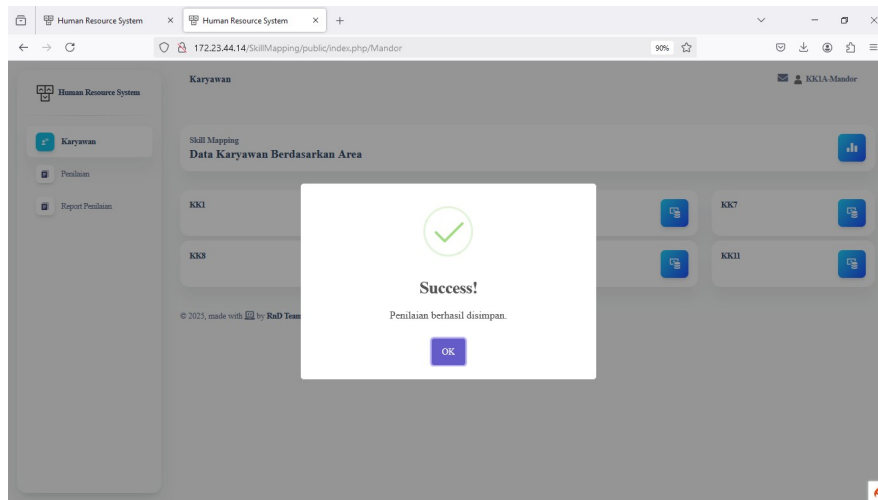 Human Resource System
Human Resource System
172.23.44.14/SkillMapping/public/index.php/Mandor
90%
Human Resource System
Karyawan
KK1A-Mandor
Karyawan
Penilaian
Report Penilaian
Skill Mapping
Data Karyawan Berdasarkan Area
KK1
KK7
KK8
KK11
Success!
Penilaian berhasil disimpan.
OK
© 2025, made with by RnD Team